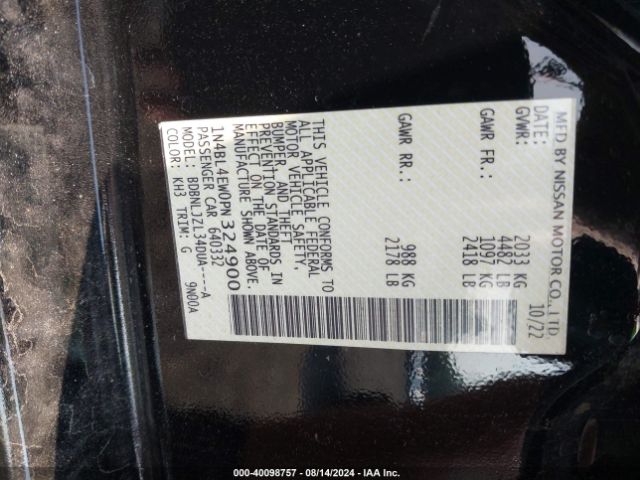 MFD BY NISSAN MOTOR CO.,LTD.
DATE: 10/22
GVWR: 2033 KG
4482 LB
GAWR FR.: 1097 KG
2418 LB
GAWR RR.: 988 KG
2178 LB
THIS VEHICLE CONFORMS TO
ALL APPLICABLE FEDERAL
MOTOR VEHICLE SAFETY,
BUMPER, AND THEFT
PREVENTION STANDARDS IN
EFFECT ON THE DATE OF
MANUFACTURE SHOWN ABOVE.
1N4BL4EW0PN324900
PASSENGER CAR 640332 9N00A
MODEL: BDBNLJZL34DUA----A
COLOR: KH3 TRIM: G
000-40098757 - 08/14/2024 - IAA Inc.